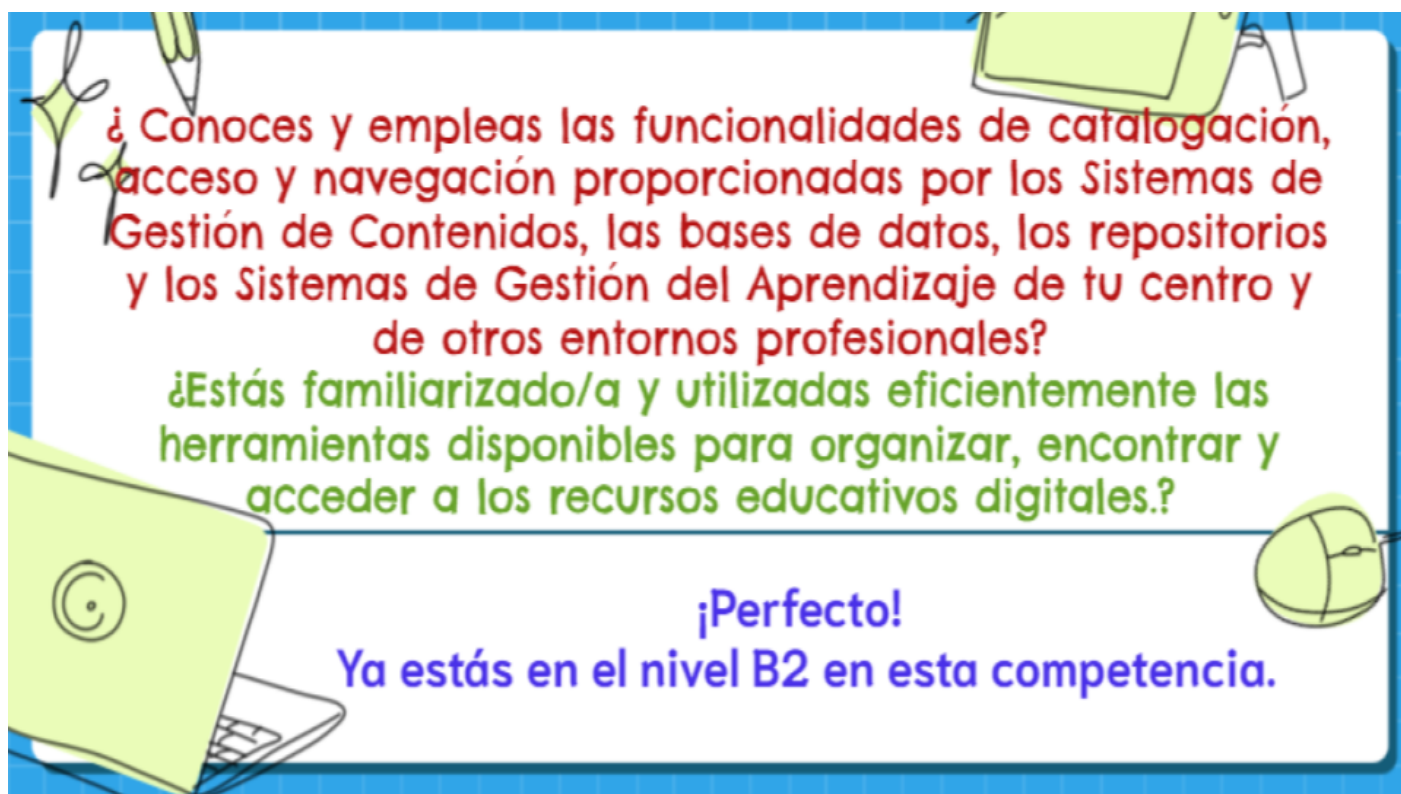 ¿ Conoces y empleas las funcionalidades de catalogación,
acceso y navegación proporcionadas por los Sistemas de
Gestión de Contenidos, las bases de datos, los repositorios
y los Sistemas de Gestión del Aprendizaje de tu centro y
de otros entornos profesionales?
¿Estás familiarizado/a y utilizadas eficientemente las
herramientas disponibles para organizar, encontrar y
acceder a los recursos educativos digitales.?
¡Perfecto!
Ya estás en el nivel B2 en esta competencia.